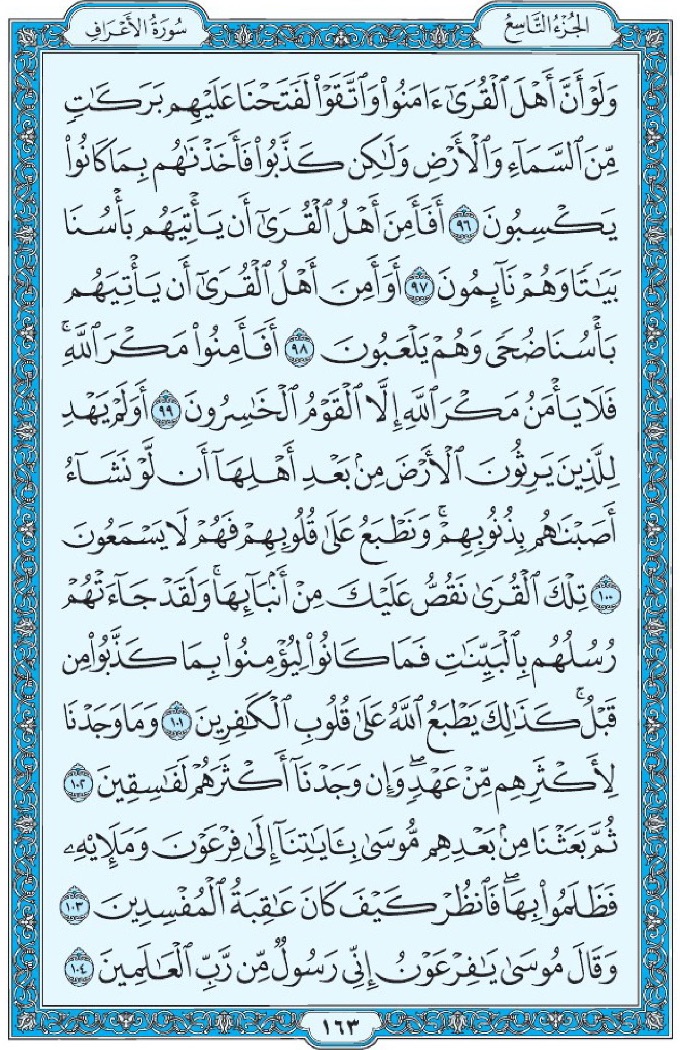 سُورَةُ الأَعْرَافِ
الجُزْءُ التَّاسِعُ
وَلَوْ أَنَّ أَهْلَ ٱلْقُرَىٰٓ ءَامَنُوا۟ وَٱتَّقَوْا۟ لَفَتَحْنَا عَلَيْهِم بَرَكَٰتٍ
مِّنَ ٱلسَّمَآءِ وَٱلْأَرْضِ وَلَٰكِن كَذَّبُوا۟ فَأَخَذْنَٰهُم بِمَا كَانُوا۟
يَكْسِبُونَ ٩٦ أَفَأَمِنَ أَهْلُ ٱلْقُرَىٰٓ أَن يَأْتِيَهُم بَأْسُنَا
بَيَٰتًا وَهُمْ نَآئِمُونَ ٩٧ أَوَأَمِنَ أَهْلُ ٱلْقُرَىٰٓ أَن يَأْتِيَهُم
بَأْسُنَا ضُحًى وَهُمْ يَلْعَبُونَ ٩٨ أَفَأَمِنُوا۟ مَكْرَ ٱللَّهِ ۚ
فَلَا يَأْمَنُ مَكْرَ ٱللَّهِ إِلَّا ٱلْقَوْمُ ٱلْخَٰسِرُونَ ٩٩ أَوَلَمْ يَهْدِ
لِلَّذِينَ يَرِثُونَ ٱلْأَرْضَ مِنۢ بَعْدِ أَهْلِهَآ أَن لَّوْ نَشَآءُ
أَصَبْنَٰهُم بِذُنُوبِهِمْ ۚ وَنَطْبَعُ عَلَىٰ قُلُوبِهِمْ فَهُمْ لَا يَسْمَعُونَ
١٠٠ تِلْكَ ٱلْقُرَىٰ نَقُصُّ عَلَيْكَ مِنْ أَنۢبَآئِهَا ۚ وَلَقَدْ جَآءَتْهُمْ
رُسُلُهُم بِٱلْبَيِّنَٰتِ فَمَا كَانُوا۟ لِيُؤْمِنُوا۟ بِمَا كَذَّبُوا۟ مِن
قَبْلُ ۚ كَذَٰلِكَ يَطْبَعُ ٱللَّهُ عَلَىٰ قُلُوبِ ٱلْكَٰفِرِينَ ١٠١ وَمَا وَجَدْنَا
لِأَكْثَرِهِم مِّنْ عَهْدٍ ۖ وَإِن وَجَدْنَآ أَكْثَرَهُمْ لَفَٰسِقِينَ ١٠٢
ثُمَّ بَعَثْنَا مِنۢ بَعْدِهِم مُّوسَىٰ بِـَٔايَٰتِنَآ إِلَىٰ فِرْعَوْنَ وَمَلَإِي۟هِۦ
فَظَلَمُوا۟ بِهَا ۖ فَٱنظُرْ كَيْفَ كَانَ عَٰقِبَةُ ٱلْمُفْسِدِينَ ١٠٣
وَقَالَ مُوسَىٰ يَٰفِرْعَوْنُ إِنِّى رَسُولٌ مِّن رَّبِّ ٱلْعَٰلَمِينَ ١٠٤
١٦٣